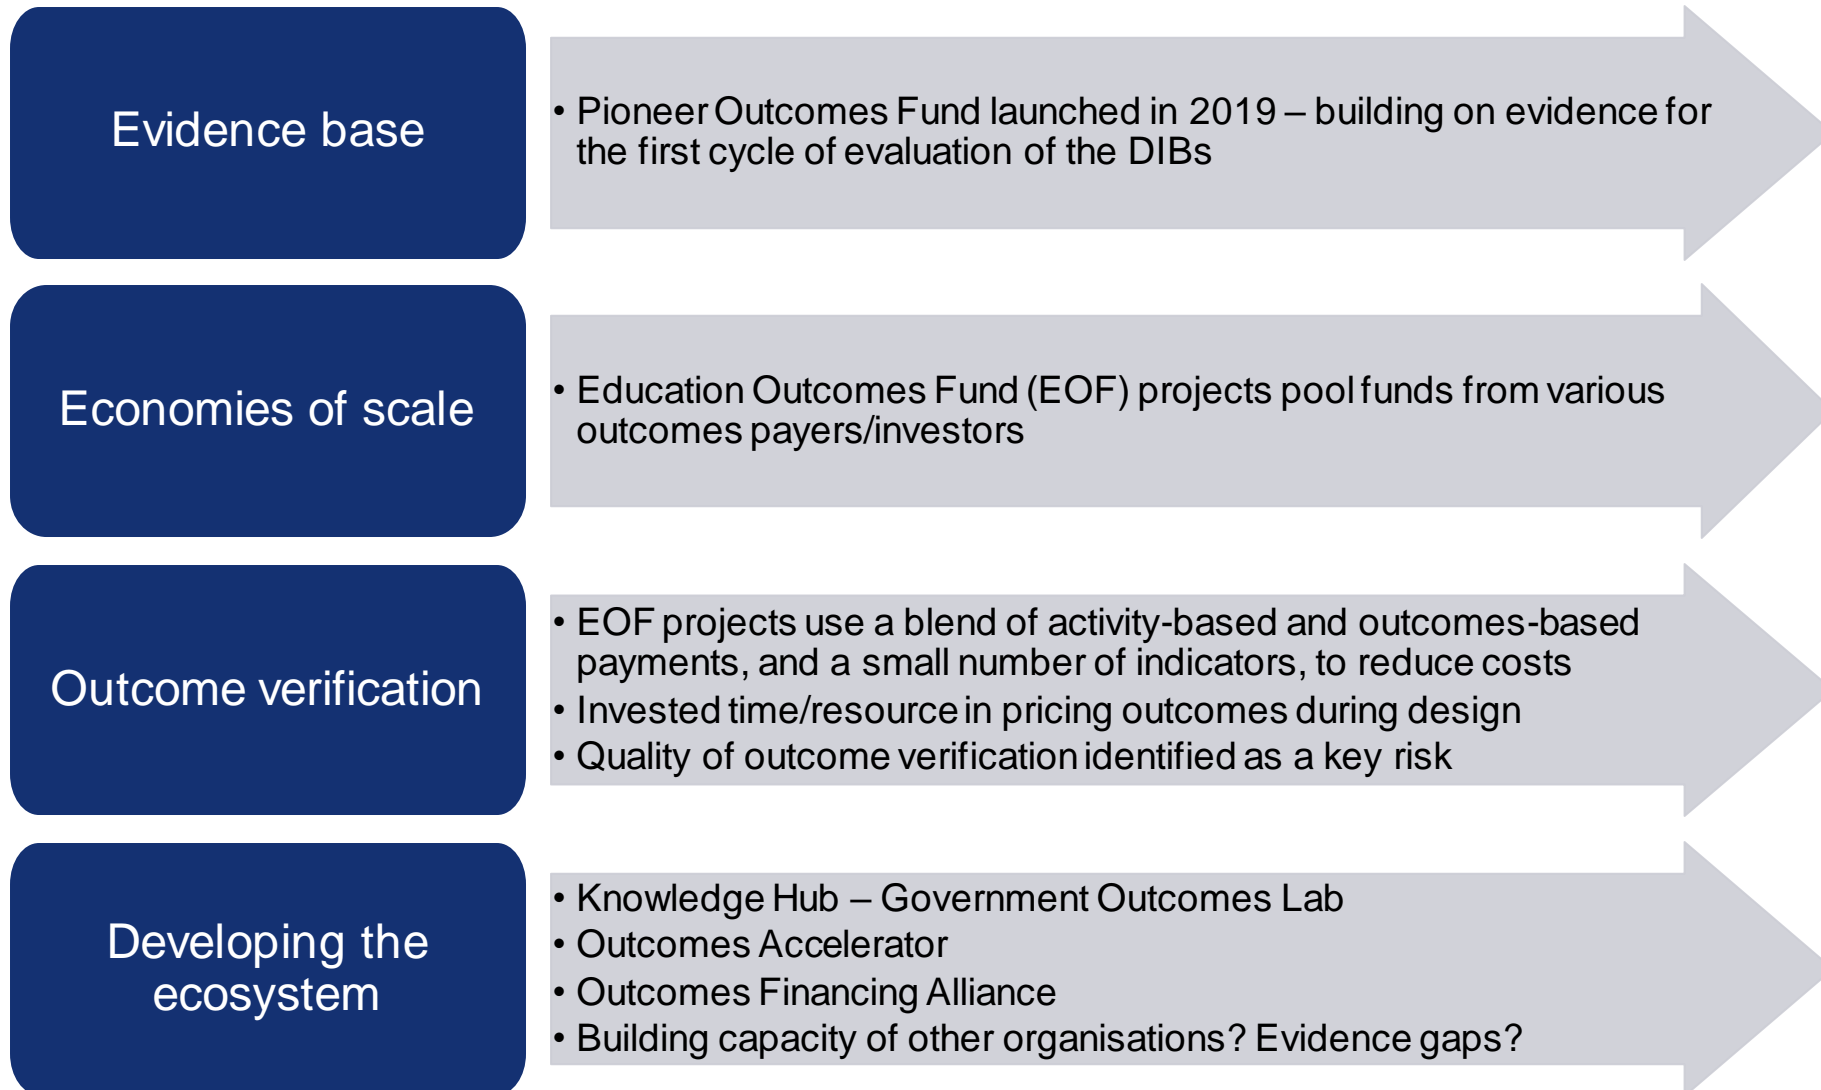 Evidence base
• Pioneer Outcomes Fund launched in 2019 – building on evidence for
the first cycle of evaluation of the DIBs
Economies of scale
• Education Outcomes Fund (EOF) projects pool funds from various
outcomes payers/investors
Outcome verification
• EOF projects use a blend of activity-based and outcomes-based
payments, and a small number of indicators, to reduce costs
• Invested time/resource in pricing outcomes during design
• Quality of outcome verification identified as a key risk
Developing the
ecosystem
• Knowledge Hub – Government Outcomes Lab
• Outcomes Accelerator
• Outcomes Financing Alliance
• Building capacity of other organisations? Evidence gaps?